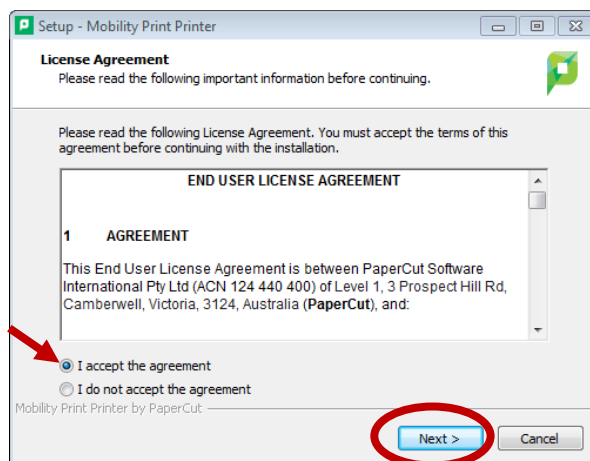 Setup - Mobility Print Printer
License Agreement
Please read the following important information before continuing.
Please read the following License Agreement. You must accept the terms of this
agreement before continuing with the installation.
END USER LICENSE AGREEMENT
1 AGREEMENT
This End User License Agreement is between PaperCut Software
International Pty Ltd (ACN 124 440 400) of Level 1, 3 Prospect Hill Rd,
Camberwell, Victoria, 3124, Australia (PaperCut), and:
I accept the agreement
I do not accept the agreement
Mobility Print Printer by PaperCut
Next >
Cancel